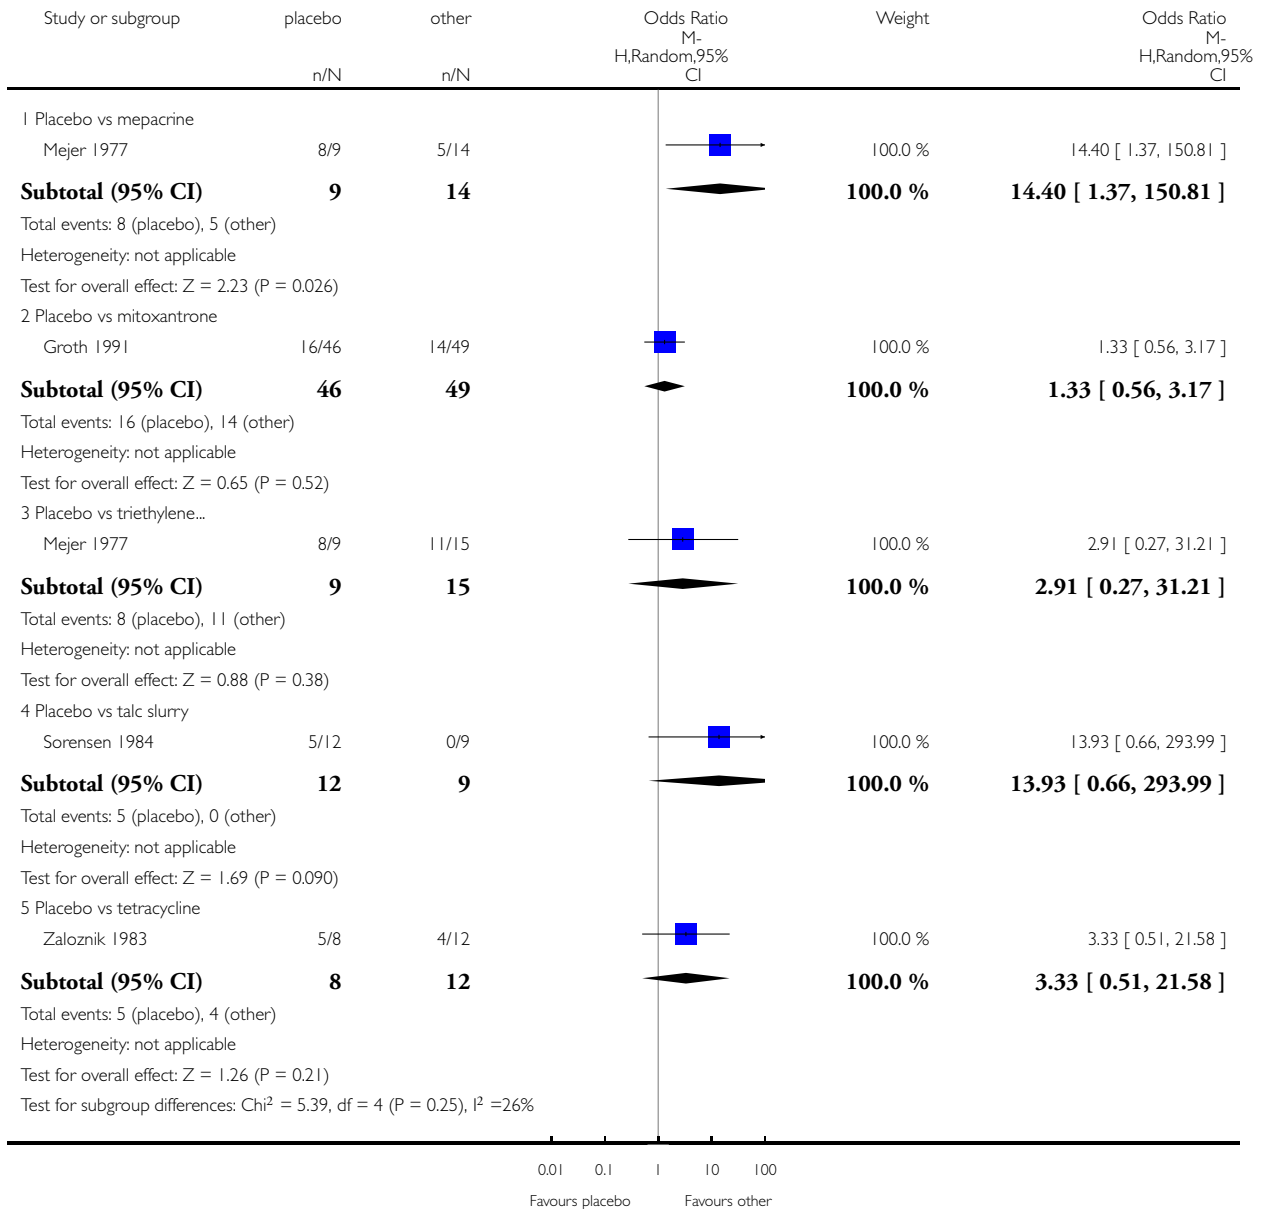 Study or subgroup placebo other Odds Ratio Weight Odds Ratio
M- M-
H,Random,95% H,Random,95%
n/N n/N CI CI
1 Placebo vs mepacrine
Mejer 1977 8/9 5/14 100.0 % 14.40 [ 1.37, 150.81 ]
Subtotal (95% CI) 9 14 100.0 % 14.40 [ 1.37, 150.81 ]
Total events: 8 (placebo), 5 (other)
Heterogeneity: not applicable
Test for overall effect: Z = 2.23 (P = 0.026)
2 Placebo vs mitoxantrone
Groth 1991 16/46 14/49 100.0 % 1.33 [ 0.56, 3.17 ]
Subtotal (95% CI) 46 49 100.0 % 1.33 [ 0.56, 3.17 ]
Total events: 16 (placebo), 14 (other)
Heterogeneity: not applicable
Test for overall effect: Z = 0.65 (P = 0.52)
3 Placebo vs triethylene...
Mejer 1977 8/9 11/15 100.0 % 2.91 [ 0.27, 31.21 ]
Subtotal (95% CI) 9 15 100.0 % 2.91 [ 0.27, 31.21 ]
Total events: 8 (placebo), 11 (other)
Heterogeneity: not applicable
Test for overall effect: Z = 0.88 (P = 0.38)
4 Placebo vs talc slurry
Sorensen 1984 5/12 0/9 100.0 % 13.93 [ 0.66, 293.99 ]
Subtotal (95% CI) 12 9 100.0 % 13.93 [ 0.66, 293.99 ]
Total events: 5 (placebo), 0 (other)
Heterogeneity: not applicable
Test for overall effect: Z = 1.69 (P = 0.090)
5 Placebo vs tetracycline
Zaloznik 1983 5/8 4/12 100.0 % 3.33 [ 0.51, 21.58 ]
Subtotal (95% CI) 8 12 100.0 % 3.33 [ 0.51, 21.58 ]
Total events: 5 (placebo), 4 (other)
Heterogeneity: not applicable
Test for overall effect: Z = 1.26 (P = 0.21)
Test for subgroup differences: Chi² = 5.39, df = 4 (P = 0.25), I² =26%
0.01 0.1 1 10 100
Favours placebo Favours other